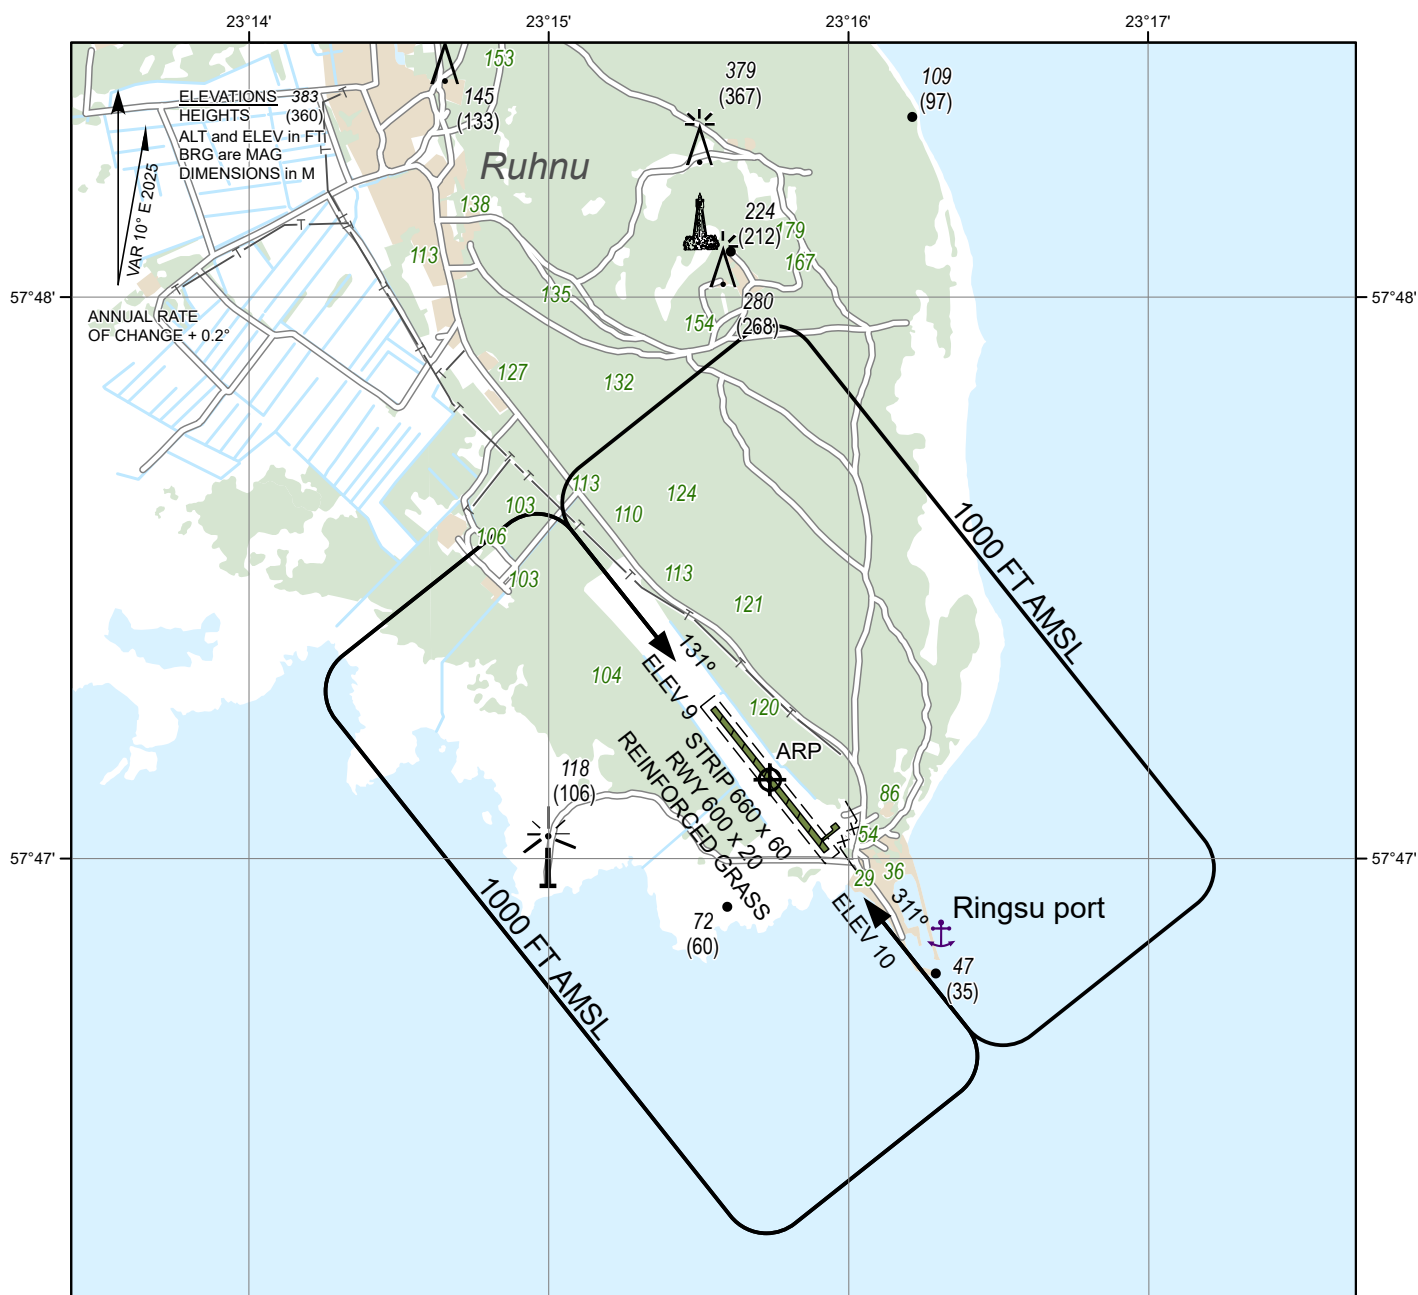 23°14'
23°15'
23°16'
23°17'
153
379
(367)
109
(97)
ELEVATIONS 383
HEIGHTS (360)
ALT and ELEV in FT
BRG are MAG
DIMENSIONS in M
145
(133)
Ruhnu
VAR 10° E 2025
138
224
(212)
179
113
167
57°48'
57°48'
135
280
(268)
154
ANNUAL RATE
OF CHANGE + 0.2°
127
132
113
124
103
110
1000 FT AMSL
106
103
113
121
131º
104
ELEV 9
120
STRIP 660 x 60
RWY 600 x 20
REINFORCED GRASS
ARP
118
(106)
86
54
57°47'
57°47'
29
36
311º
ELEV 10
Ringsu port
1000 FT AMSL
72
(60)
47
(35)